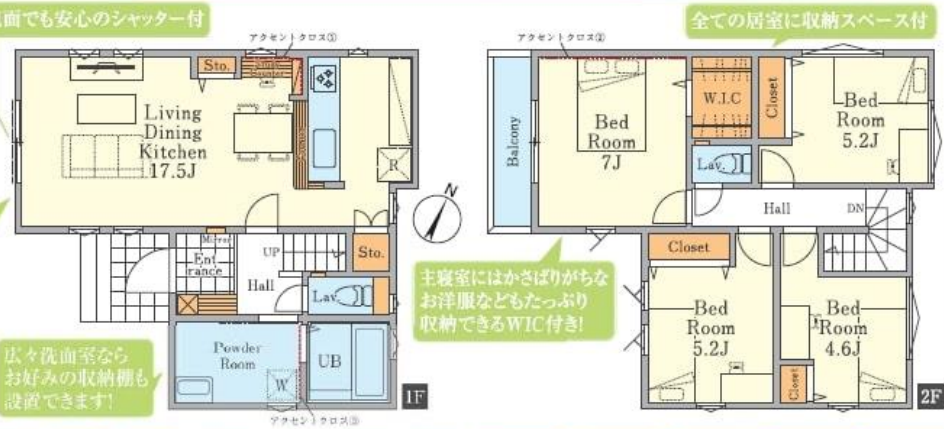 面でも安心のシャッター付
アクセントクロス①
Sto.
Living
Dining
Kitchen
17.5J
R
N
Mirror
Ent
rance
UP
Hall
Sto.
Lav.
Powder
Room
W
UB
アクセントクロス③
1F
広々洗面室なら
お好みの収納棚も
設置できます!
全ての居室に収納スペース付
アクセントクロス②
Balcony
Bed
Room
7J
W.I.C
Closet
Bed
Room
5.2J
Lav.
Hall
DN
主寝室にはかさばりがちな
お洋服などもたっぷり
収納できるWIC付き!
Closet
Bed
Room
5.2J
Bed
Room
4.6J
Closet
2F